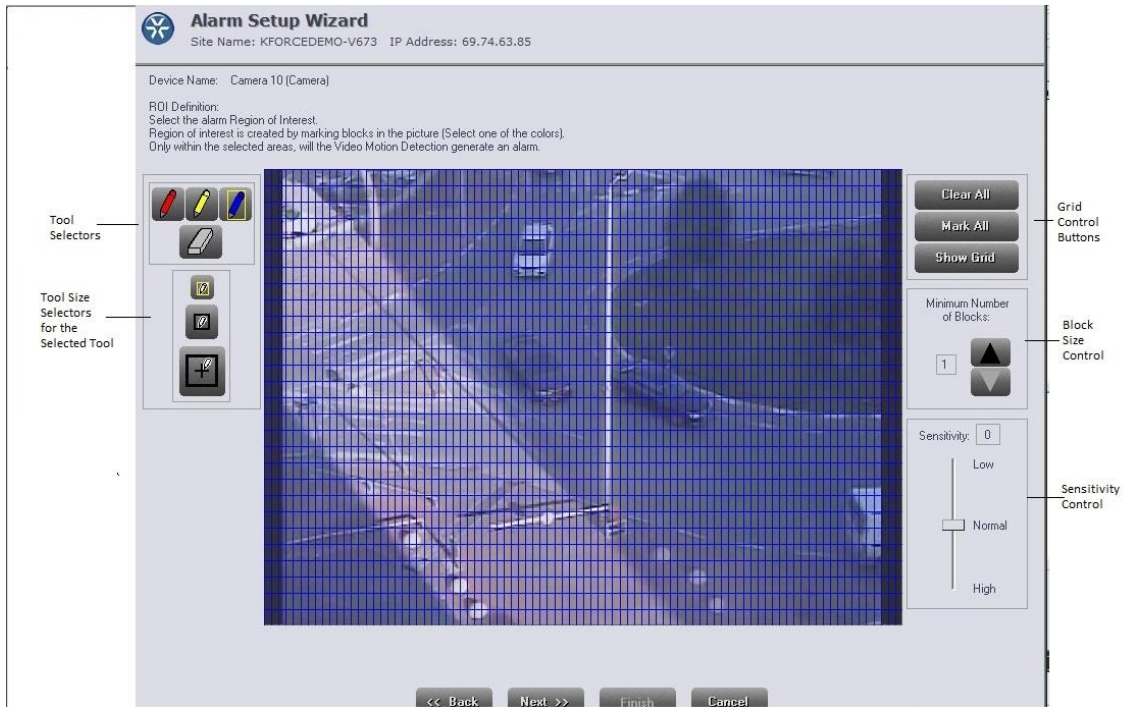 Alarm Setup Wizard
Site Name: KFORCEDEMO-V673 IP Address: 69.74.63.85
Device Name: Camera 10 (Camera)
ROI Definition:
Select the alarm Region of Interest.
Region of interest is created by marking blocks in the picture (Select one of the colors).
Only within the selected areas, will the Video Motion Detection generate an alarm.
Tool
Selectors
Tool Size
Selectors
for the
Selected Tool
Clear All
Mark All
Show Grid
Grid
Control
Buttons
Minimum Number
of Blocks:
1
Block
Size
Control
Sensitivity: 0
Low
Normal
High
Sensitivity
Control
<< Back
Next >>
Finish
Cancel